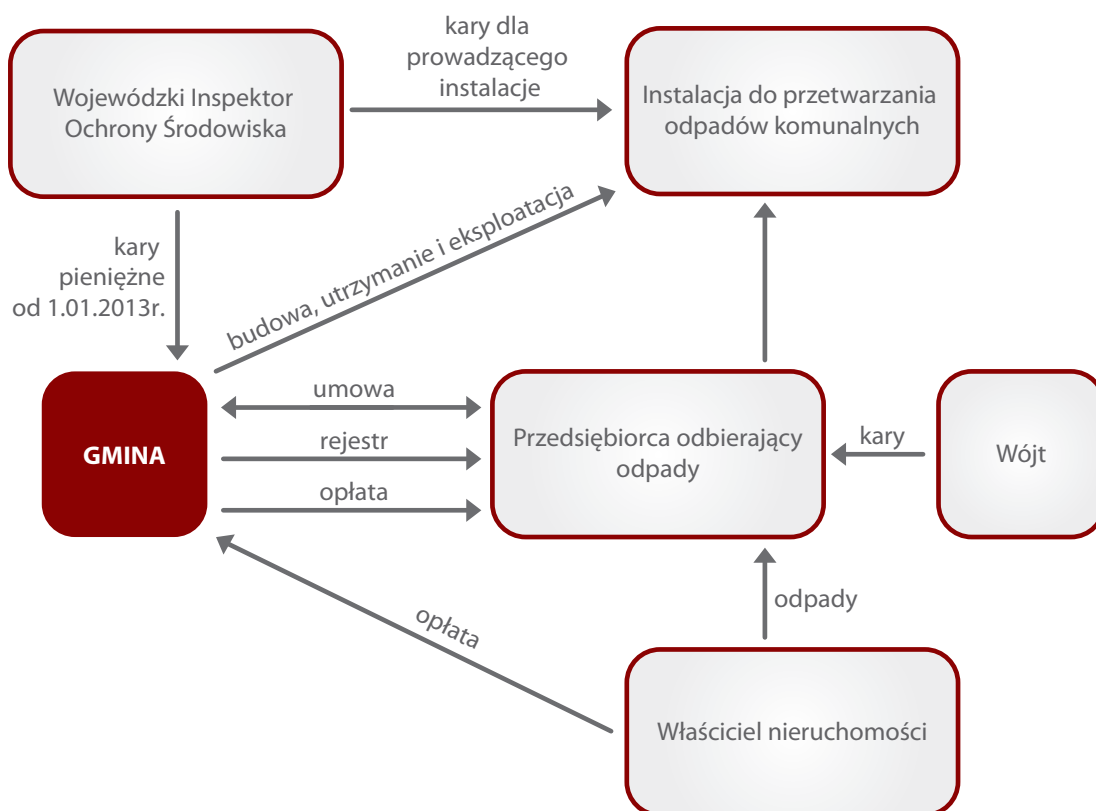 kary dla
prowadzącego
instalacje
Wojewódzki Inspektor
Ochrony Środowiska
Instalacja do przetwarzania
odpadów komunalnych
kary
pieniężne
od 1.01.2013r.
budowa, utrzymanie i eksploatacja
GMINA
umowa
rejestr
opłata
Przedsiębiorca odbierający
odpady
kary
Wójt
opłata
odpady
Właściciel nieruchomości